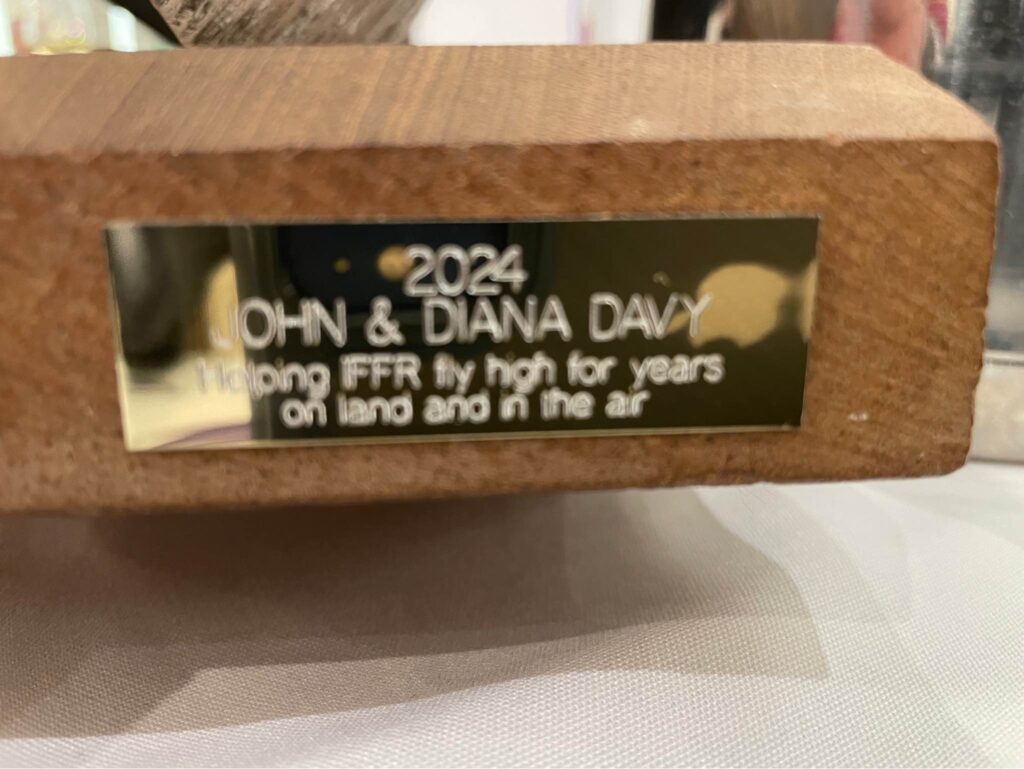 2024
JOHN & DIANA DAVY
Helping IFFR fly high for years
on land and in the air